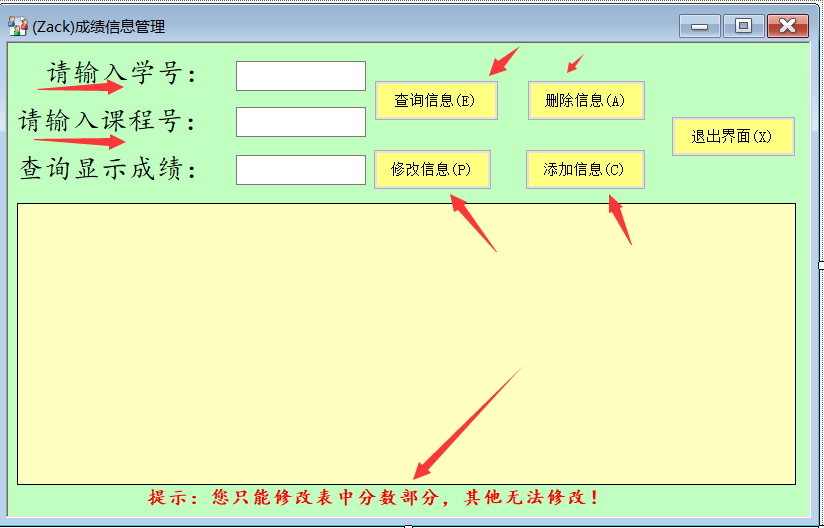 (Zack)成绩信息管理
请输入学号：
查询信息(E)
删除信息(A)
请输入课程号：
退出界面(X)
查询显示成绩：
修改信息(P)
添加信息(C)
提示：您只能修改表中分数部分，其他无法修改！